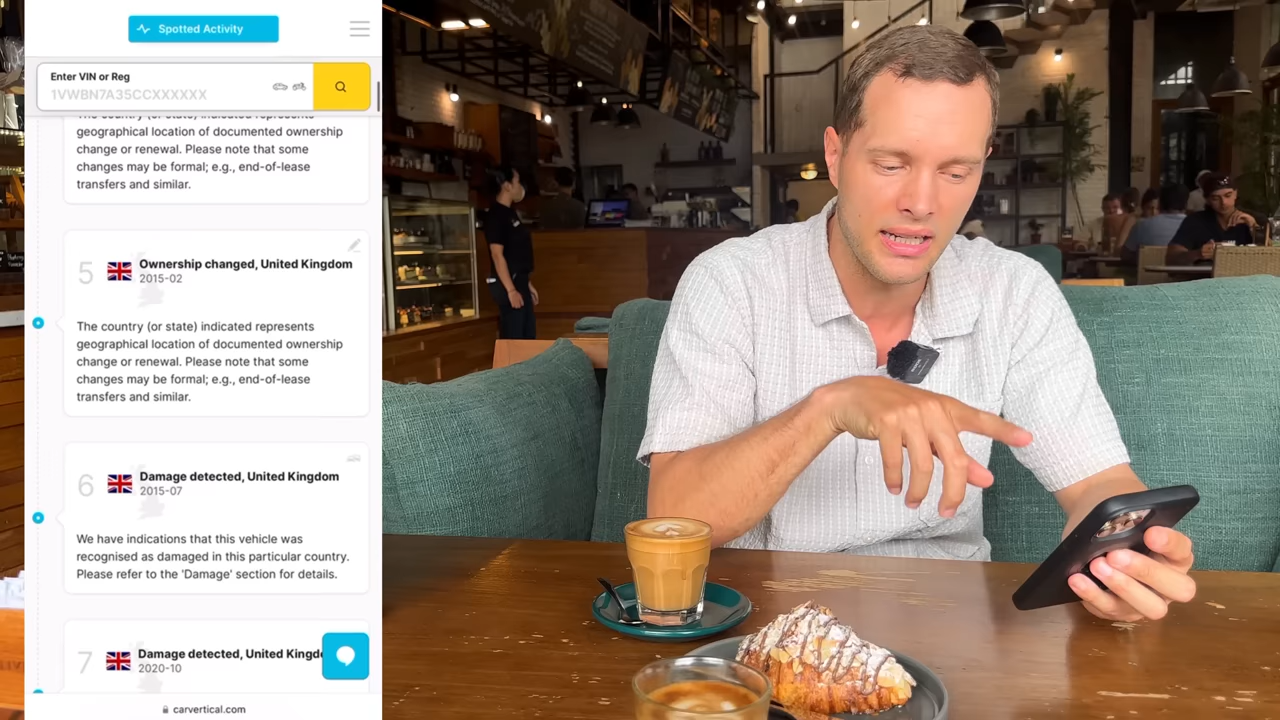 Spotted Activity
Enter VIN or Reg
1VWBN7A35CCXXXXXX
The country (or state) indicated represents
geographical location of documented ownership
change or renewal. Please note that some
changes may be formal; e.g., end-of-lease
transfers and similar.
5
Ownership changed, United Kingdom
2015-02
The country (or state) indicated represents
geographical location of documented ownership
change or renewal. Please note that some
changes may be formal; e.g., end-of-lease
transfers and similar.
6
Damage detected, United Kingdom
2015-07
We have indications that this vehicle was
recognised as damaged in this particular country.
Please refer to the 'Damage' section for details.
7
Damage detected, United Kingd
2020-10
carvertical.com